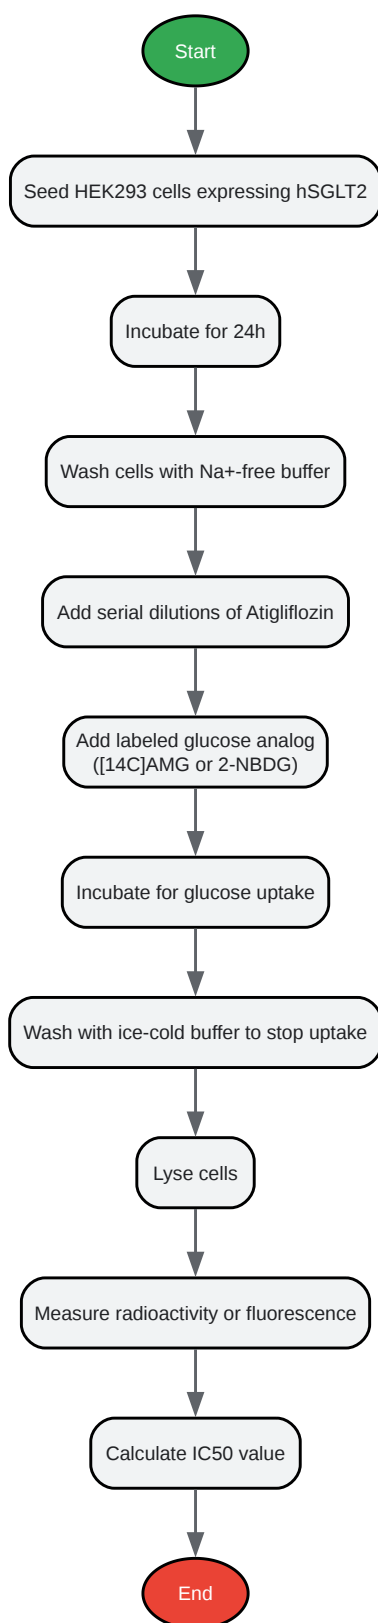 Start
Seed HEK293 cells expressing hSGLT2
Incubate for 24h
Wash cells with Na+-free buffer
Add serial dilutions of Atigliflozin
Add labeled glucose analog
([14C]AMG or 2-NBDG)
Incubate for glucose uptake
Wash with ice-cold buffer to stop uptake
Lyse cells
Measure radioactivity or fluorescence
Calculate IC50 value
End